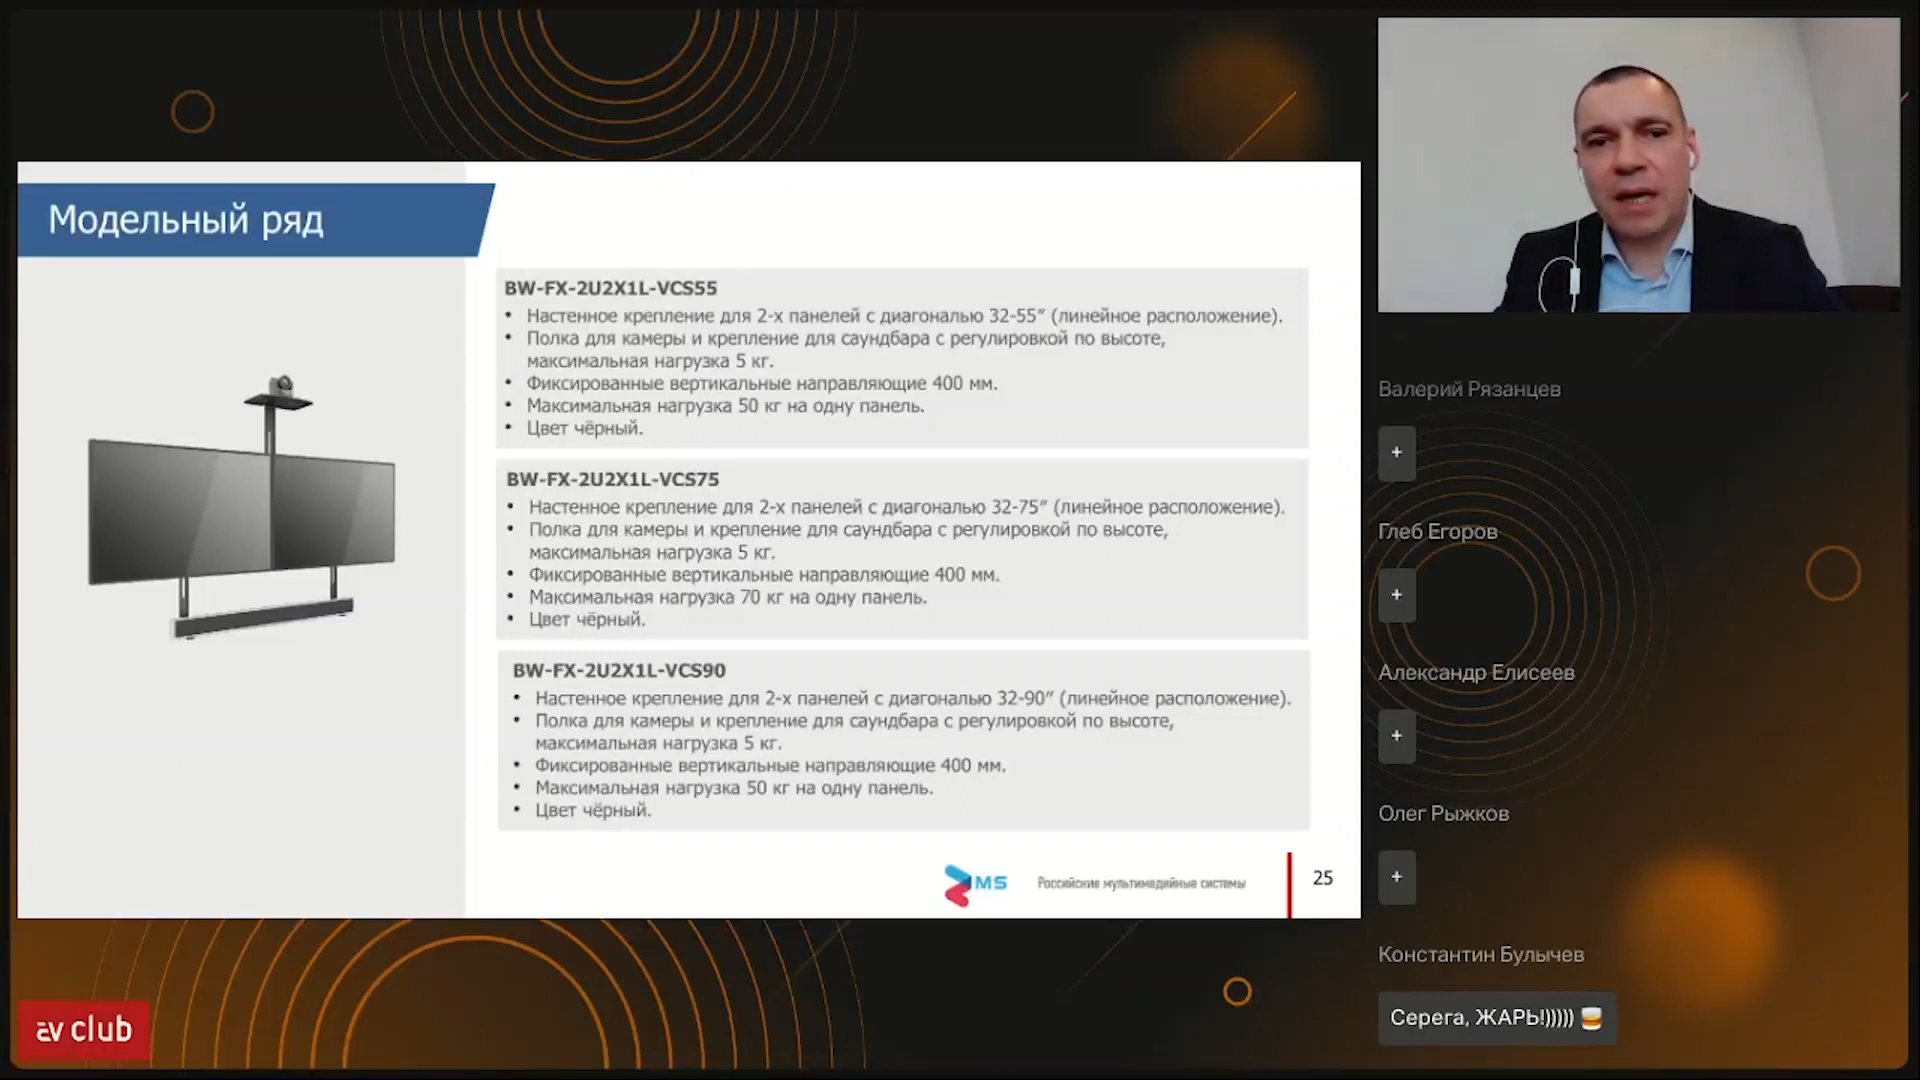 Модельный ряд
BW-FX-2U2X1L-VCS55
• Настенное крепление для 2-х панелей с диагональю 32-55” (линейное расположение).
• Полка для камеры и крепление для саундбара с регулировкой по высоте,
максимальная нагрузка 5 кг.
• Фиксированные вертикальные направляющие 400 мм.
• Максимальная нагрузка 50 кг на одну панель.
• Цвет чёрный.
BW-FX-2U2X1L-VCS75
• Настенное крепление для 2-х панелей с диагональю 32-75” (линейное расположение).
• Полка для камеры и крепление для саундбара с регулировкой по высоте,
максимальная нагрузка 5 кг.
• Фиксированные вертикальные направляющие 400 мм.
• Максимальная нагрузка 70 кг на одну панель.
• Цвет чёрный.
BW-FX-2U2X1L-VCS90
• Настенное крепление для 2-х панелей с диагональю 32-90” (линейное расположение).
• Полка для камеры и крепление для саундбара с регулировкой по высоте,
максимальная нагрузка 5 кг.
• Фиксированные вертикальные направляющие 400 мм.
• Максимальная нагрузка 50 кг на одну панель.
• Цвет чёрный.
MS
Российские мультимедийные системы
25
av club
Валерий Рязанцев
+
Глеб Егоров
+
Александр Елисеев
+
Олег Рыжков
+
Константин Булычев
Серега, ЖАРЬ!))))) 🥃